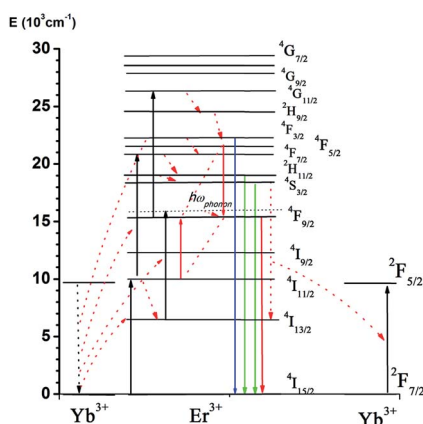 E (10³cm⁻¹)
30
25
20
15
10
5
0
⁴G₇/₂
⁴G₉/₂
⁴G₁₁/₂
²H₉/₂
⁴F₃/₂
⁴F₅/₂
⁴F₇/₂
²H₁₁/₂
⁴S₃/₂
ħω_phonon
⁴F₉/₂
⁴I₉/₂
⁴I₁₁/₂
⁴I₁₃/₂
⁴I₁₅/₂
²F₅/₂
²F₇/₂
Yb³⁺
Er³⁺
Yb³⁺